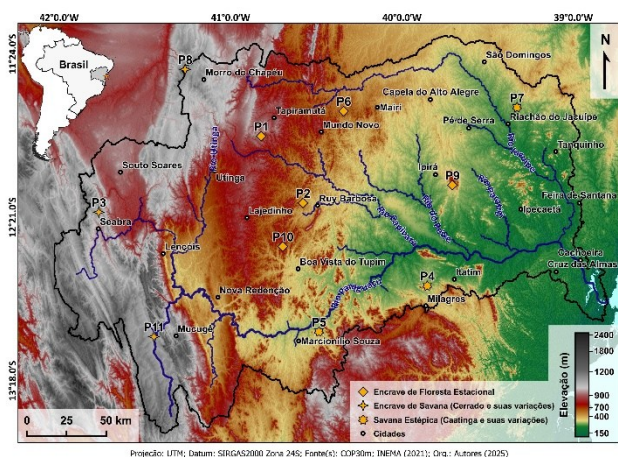 42°0.0'O 41°0.0'O 40°0.0'O 39°0.0'O
11°24.0'S
12°21.0'S
13°18.0'S
Brasil
N
P8
Morro do Chapéu
São Domingos
Capela do Alto Alegre
P7
Riachão do Jacuípe
P6
Mairi
Tapiramutá
P1
Mundo Novo
Pé de Serra
Tanquinho
Souto Soares
Utinga
Ipirá
P9
Feira de Santana
P3
Seabra
P2
Ruy Barbosa
Ipecaetá
Lajedinho
Lençóis
P10
Boa Vista do Tupim
Cachoeira
Cruz das Almas
P4
Itatim
Nova Redenção
Milagres
P11
Mucugê
P5
Marcionílio Souza
Elevação (m)
2400
1200
900
700
400
150
Encrave de Floresta Estacional
Encrave de Savana (Cerrado e suas variações)
Savana Estépica (Caatinga e suas variações)
Cidades
0 25 50 km
Projeção: UTM; Datum: SIRGAS2000 Zona 24S; Fonte(s): COP30m; INEMA (2021); Org.: Autores (2025)